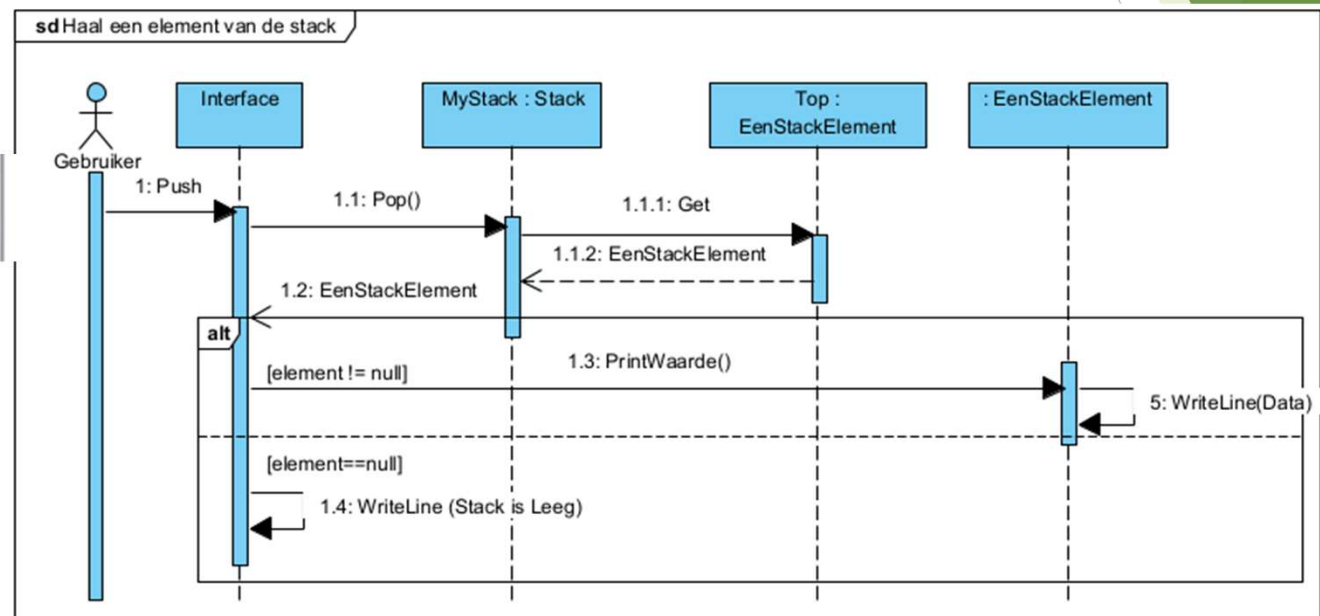 sd Haal een element van de stack
Interface
MyStack : Stack
Top :
EenStackElement
: EenStackElement
Gebruiker
1: Push
1.1: Pop()
1.1.1: Get
1.1.2: EenStackElement
1.2: EenStackElement
alt
[element != null]
1.3: PrintWaarde()
5: WriteLine(Data)
[element==null]
1.4: WriteLine (Stack is Leeg)